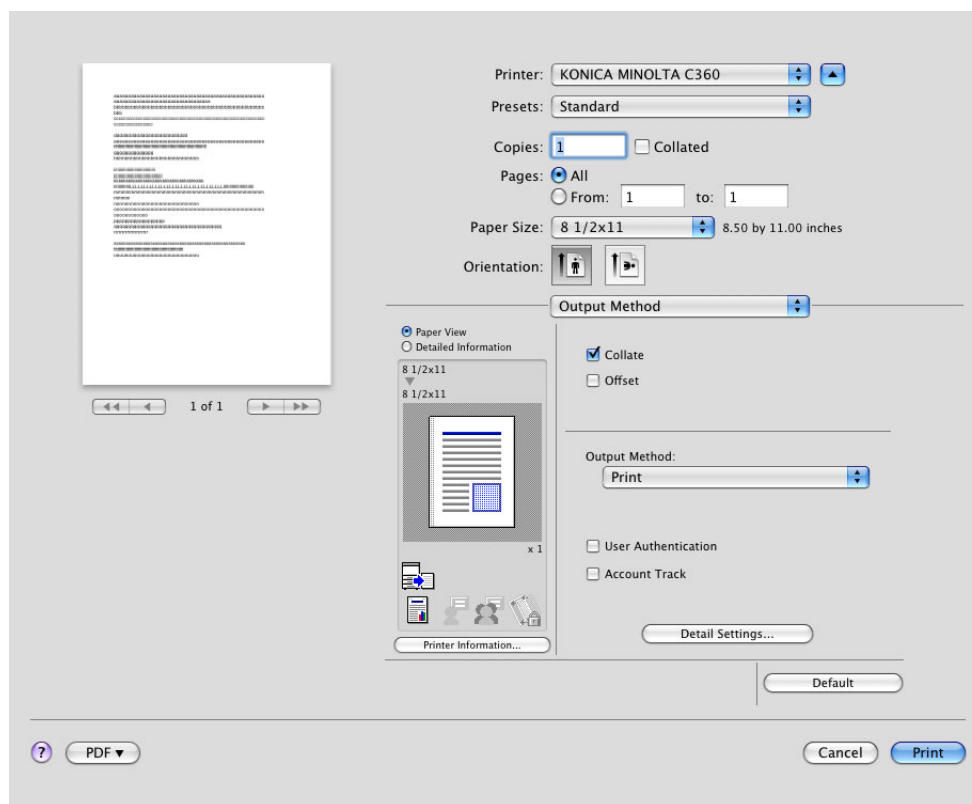 Printer: KONICA MINOLTA C360
Presets: Standard
Copies: 1 Collated
Pages: All
From: 1 to: 1
Paper Size: 8 1/2x11 8.50 by 11.00 inches
Orientation:
Output Method
Paper View
Detailed Information
8 1/2x11
8 1/2x11
x 1
Printer Information...
Collate
Offset
Output Method:
Print
User Authentication
Account Track
Detail Settings...
Default
1 of 1
? PDF▼ Cancel Print